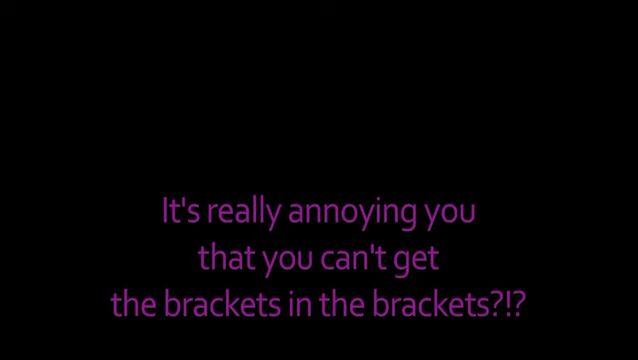 It's really annoying you
that you can't get
the brackets in the brackets?!?